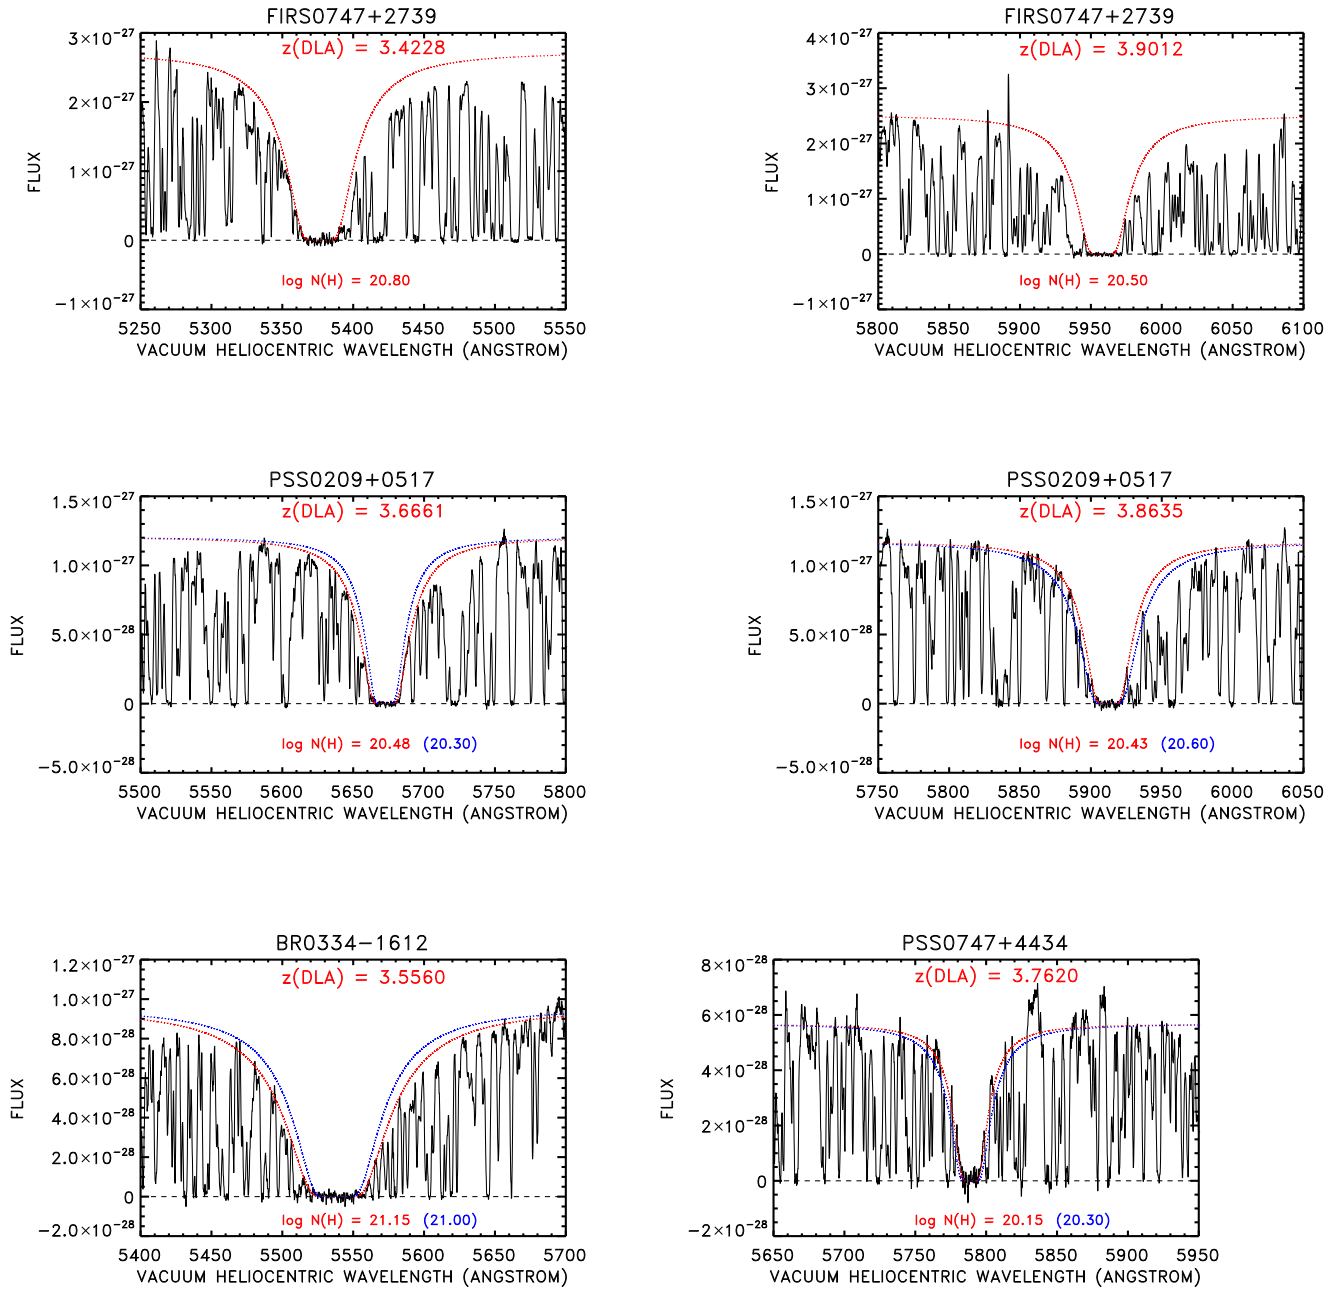 FIRS0747+2739
z(DLA) = 3.4228
3×10⁻²⁷
2×10⁻²⁷
1×10⁻²⁷
0
−1×10⁻²⁷
FLUX
log N(H) = 20.80
5250 5300 5350 5400 5450 5500 5550
VACUUM HELIOCENTRIC WAVELENGTH (ANGSTROM)
FIRS0747+2739
z(DLA) = 3.9012
4×10⁻²⁷
3×10⁻²⁷
2×10⁻²⁷
1×10⁻²⁷
0
−1×10⁻²⁷
FLUX
log N(H) = 20.50
5800 5850 5900 5950 6000 6050 6100
VACUUM HELIOCENTRIC WAVELENGTH (ANGSTROM)
PSS0209+0517
z(DLA) = 3.6661
1.5×10⁻²⁷
1.0×10⁻²⁷
5.0×10⁻²⁸
0
−5.0×10⁻²⁸
FLUX
log N(H) = 20.48 (20.30)
5500 5550 5600 5650 5700 5750 5800
VACUUM HELIOCENTRIC WAVELENGTH (ANGSTROM)
PSS0209+0517
z(DLA) = 3.8635
1.5×10⁻²⁷
1.0×10⁻²⁷
5.0×10⁻²⁸
0
−5.0×10⁻²⁸
FLUX
log N(H) = 20.43 (20.60)
5750 5800 5850 5900 5950 6000 6050
VACUUM HELIOCENTRIC WAVELENGTH (ANGSTROM)
BR0334−1612
z(DLA) = 3.5560
1.2×10⁻²⁷
1.0×10⁻²⁷
8.0×10⁻²⁸
6.0×10⁻²⁸
4.0×10⁻²⁸
2.0×10⁻²⁸
0
−2.0×10⁻²⁸
FLUX
log N(H) = 21.15 (21.00)
5400 5450 5500 5550 5600 5650 5700
VACUUM HELIOCENTRIC WAVELENGTH (ANGSTROM)
PSS0747+4434
z(DLA) = 3.7620
8×10⁻²⁸
6×10⁻²⁸
4×10⁻²⁸
2×10⁻²⁸
0
−2×10⁻²⁸
FLUX
log N(H) = 20.15 (20.30)
5650 5700 5750 5800 5850 5900 5950
VACUUM HELIOCENTRIC WAVELENGTH (ANGSTROM)